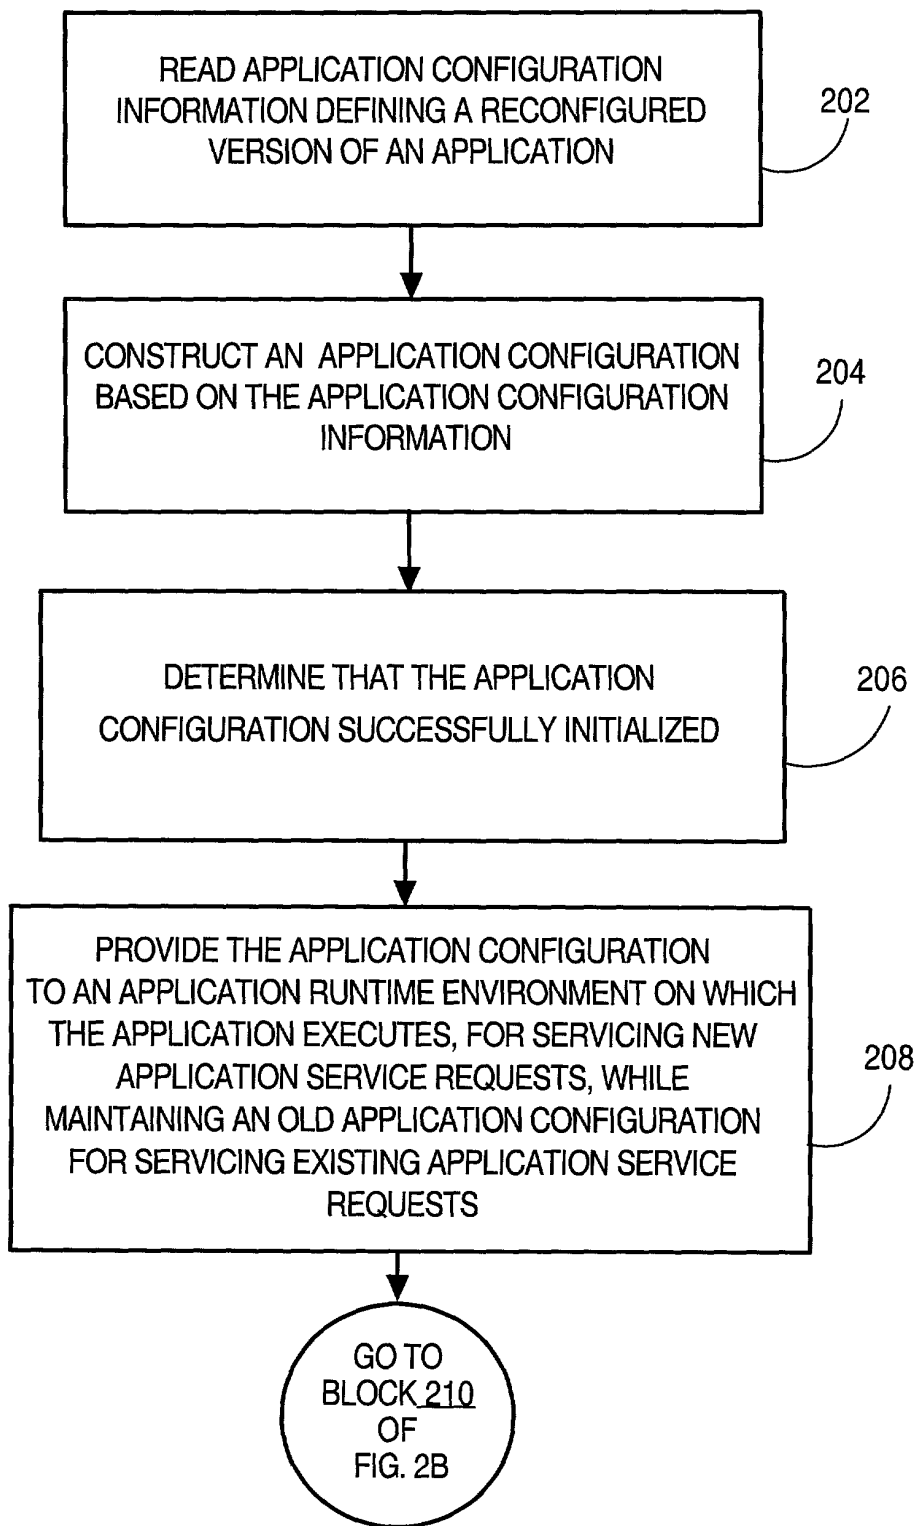 READ APPLICATION CONFIGURATION
INFORMATION DEFINING A RECONFIGURED
VERSION OF AN APPLICATION
202
CONSTRUCT AN APPLICATION CONFIGURATION
BASED ON THE APPLICATION CONFIGURATION
INFORMATION
204
DETERMINE THAT THE APPLICATION
CONFIGURATION SUCCESSFULLY INITIALIZED
206
PROVIDE THE APPLICATION CONFIGURATION
TO AN APPLICATION RUNTIME ENVIRONMENT ON WHICH
THE APPLICATION EXECUTES, FOR SERVICING NEW
APPLICATION SERVICE REQUESTS, WHILE
MAINTAINING AN OLD APPLICATION CONFIGURATION
FOR SERVICING EXISTING APPLICATION SERVICE
REQUESTS
208
GO TO
BLOCK 210
OF
FIG. 2B